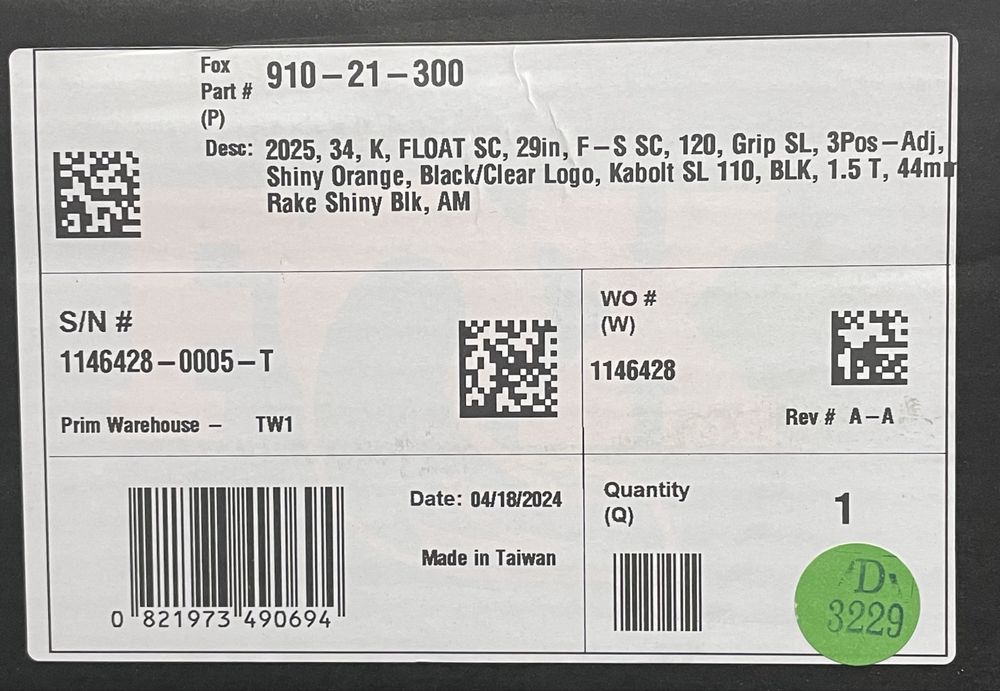 Fox
Part #
(P)
910-21-300
Desc: 2025, 34, K, FLOAT SC, 29in, F-S SC, 120, Grip SL, 3Pos-Adj,
Shiny Orange, Black/Clear Logo, Kabolt SL 110, BLK, 1.5 T, 44mm
Rake Shiny Blk, AM
S/N #
1146428-0005-T
Prim Warehouse - TW1
WO #
(W)
1146428
Rev # A-A
Date: 04/18/2024
Made in Taiwan
0 821973 490694
Quantity
(Q)
1
D
3229